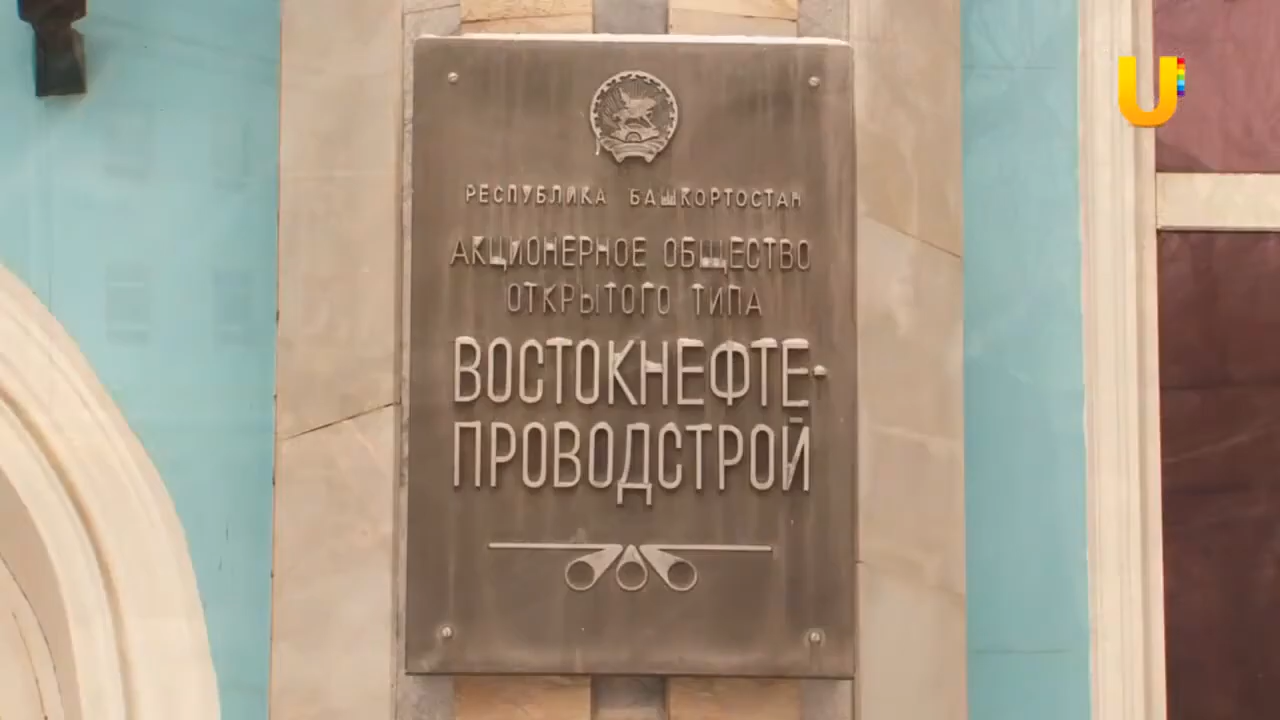 U
РЕСПУБЛИКА БАШКОРТОСТАН
АКЦИОНЕРНОЕ ОБЩЕСТВО
ОТКРЫТОГО ТИПА
ВОСТОКНЕФТЕ-
ПРОВОДСТРОЙ